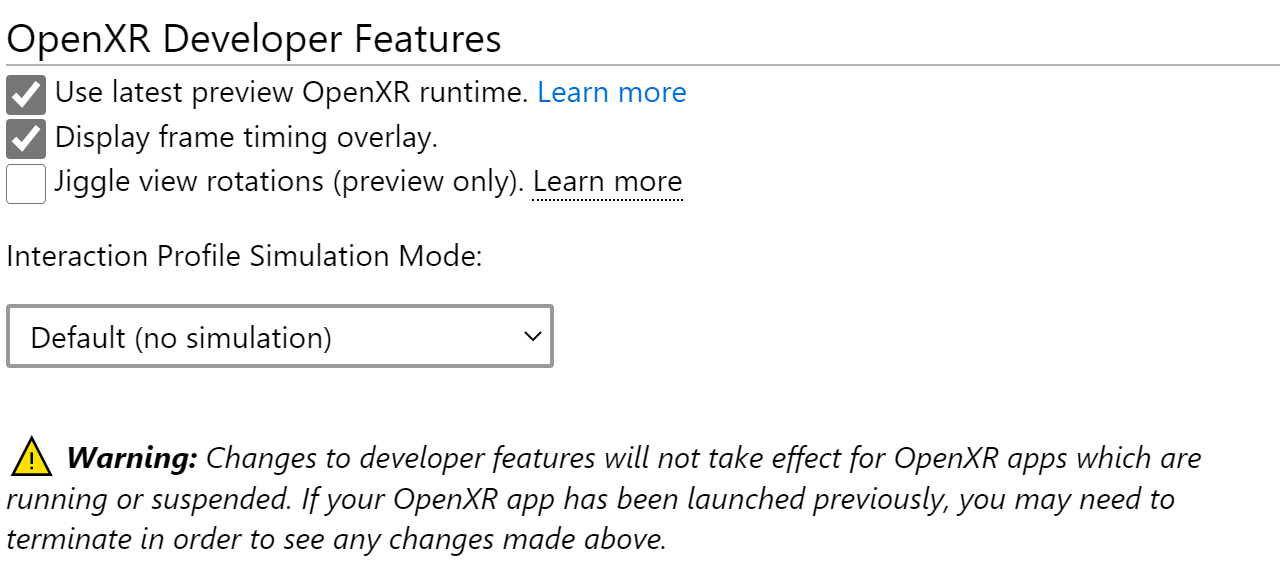 OpenXR Developer Features
Use latest preview OpenXR runtime. Learn more
Display frame timing overlay.
Jiggle view rotations (preview only). Learn more
Interaction Profile Simulation Mode:
Default (no simulation)
Warning: Changes to developer features will not take effect for OpenXR apps which are
running or suspended. If your OpenXR app has been launched previously, you may need to
terminate in order to see any changes made above.